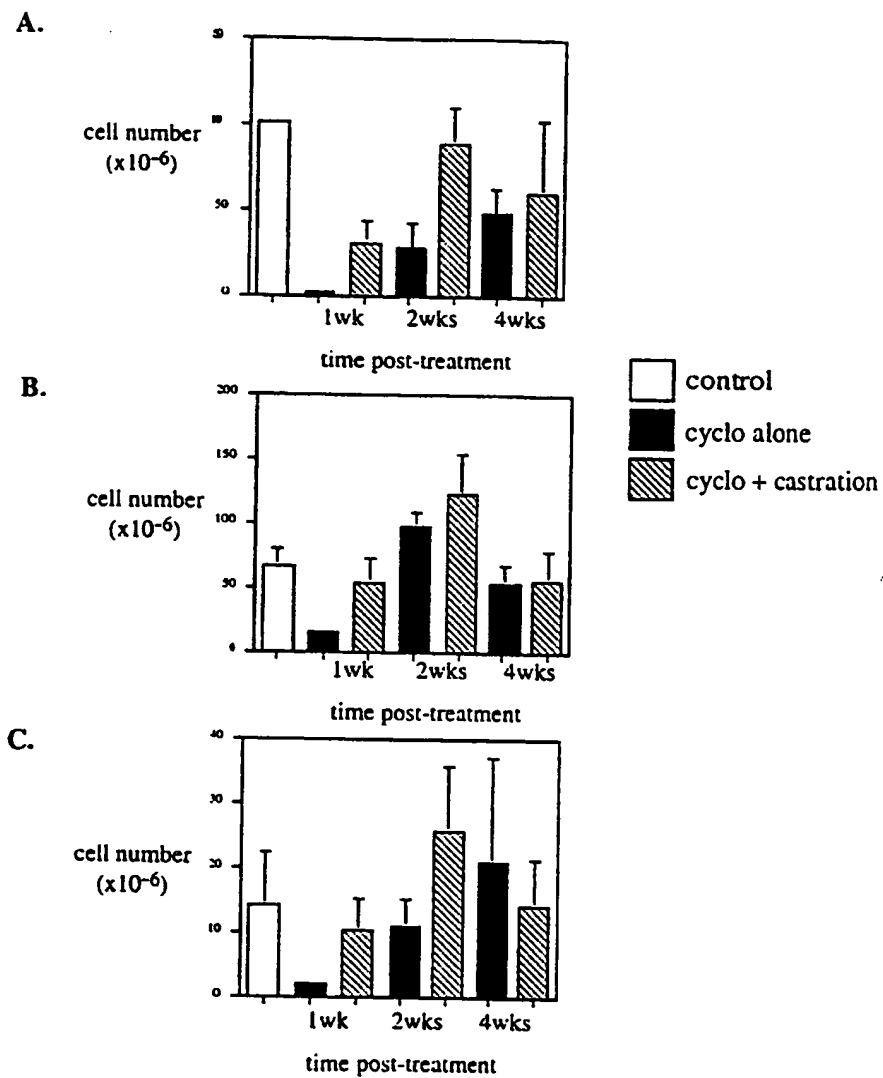 A.
cell number
(x10⁻⁶)
50
0
1wk 2wks 4wks
time post-treatment
B.
cell number
(x10⁻⁶)
200
150
100
50
1wk 2wks 4wks
time post-treatment
control
cyclo alone
cyclo + castration
C.
cell number
(x10⁻⁶)
40
30
20
10
0
1wk 2wks 4wks
time post-treatment